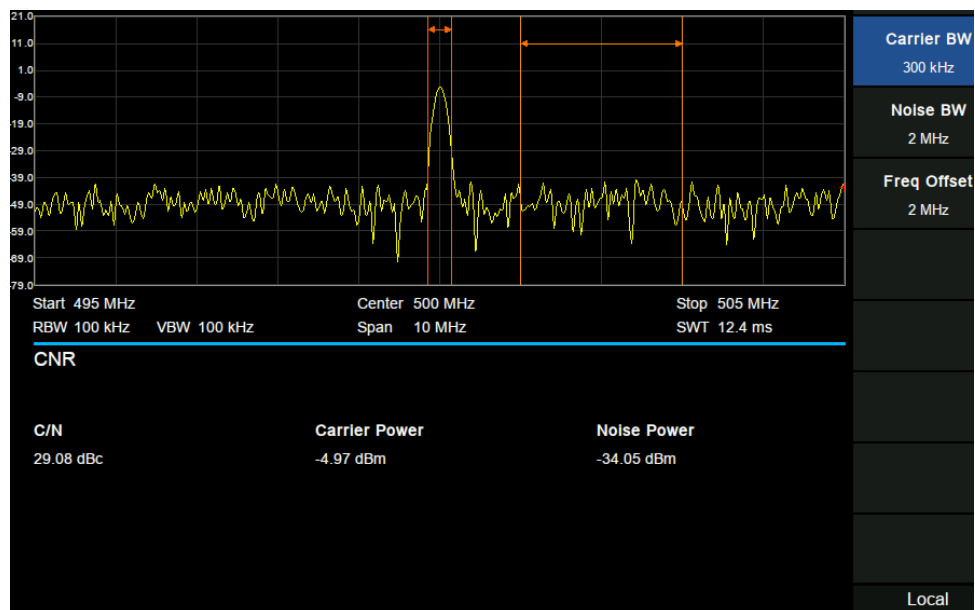 21.0
11.0
1.0
-9.0
-19.0
-29.0
-39.0
-49.0
-59.0
-69.0
-79.0
Start 495 MHz Center 500 MHz Stop 505 MHz
RBW 100 kHz VBW 100 kHz Span 10 MHz SWT 12.4 ms
CNR
C/N Carrier Power Noise Power
29.08 dBc -4.97 dBm -34.05 dBm
Carrier BW
300 kHz
Noise BW
2 MHz
Freq Offset
2 MHz
Local